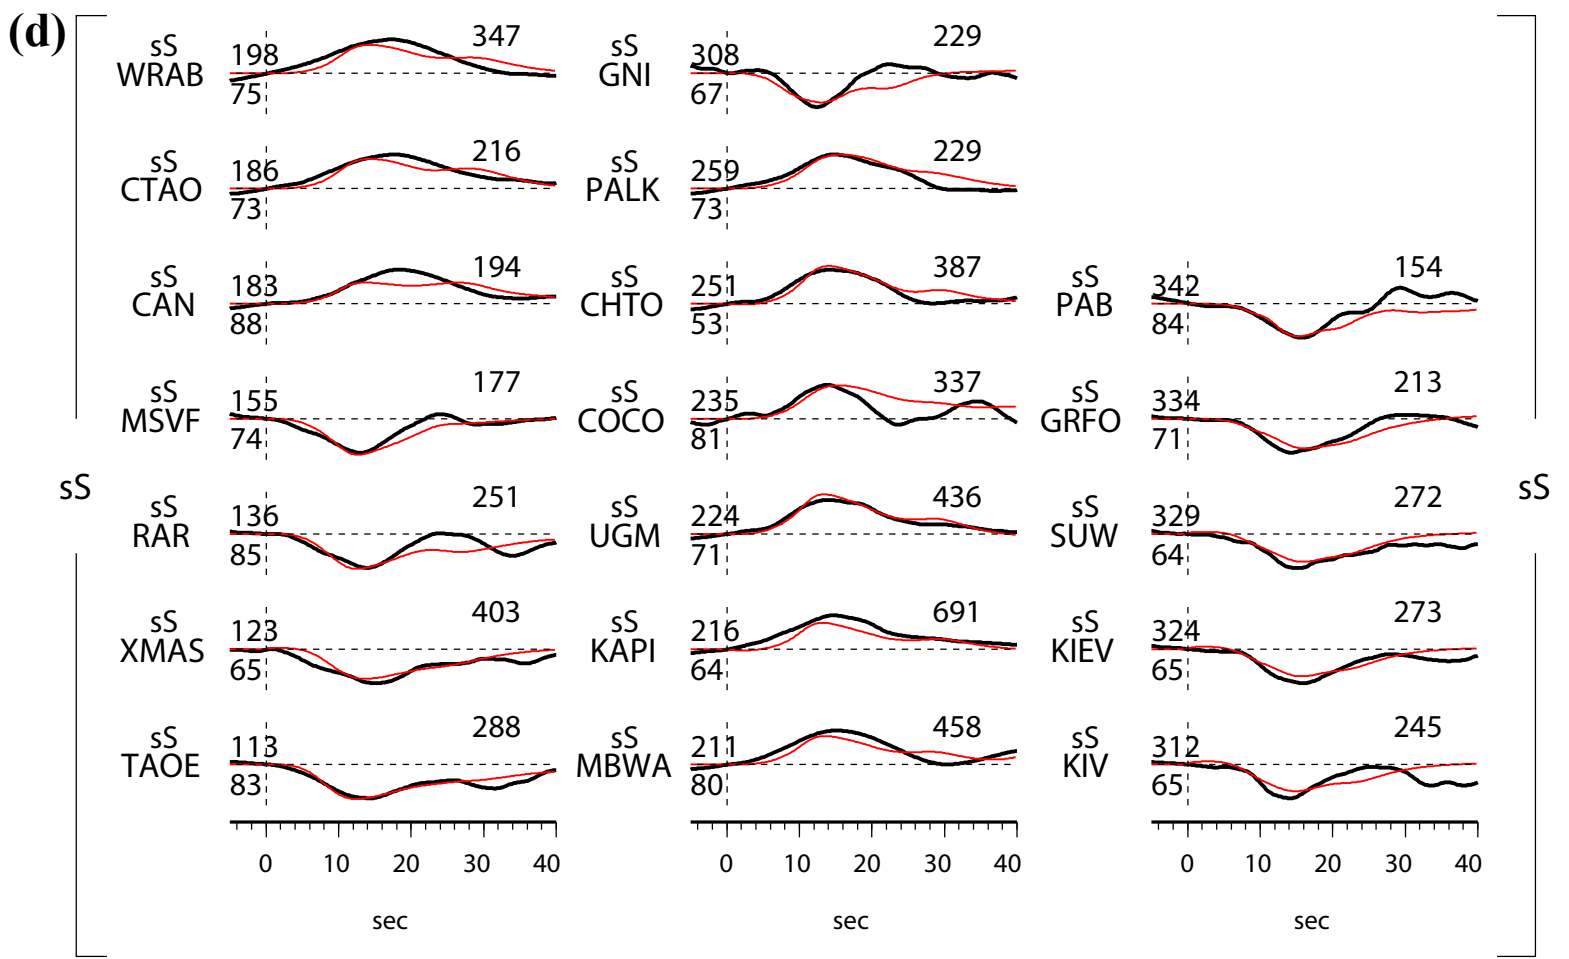 (d)
sS
WRAB
198
75
347
sS
CTAO
186
73
216
sS
CAN
183
88
194
sS
MSVF
155
74
177
sS
RAR
136
85
251
sS
XMAS
123
65
403
sS
TAOE
113
83
288
0 10 20 30 40
sec
sS
GNI
308
67
229
sS
PALK
259
73
229
sS
CHTO
251
53
387
sS
COCO
235
81
337
sS
UGM
224
71
436
sS
KAPI
216
64
691
sS
MBWA
211
80
458
0 10 20 30 40
sec
sS
PAB
342
84
154
sS
GRFO
334
71
213
sS
SUW
329
64
272
sS
KIEV
324
65
273
sS
KIV
312
65
245
0 10 20 30 40
sec
sS
sS